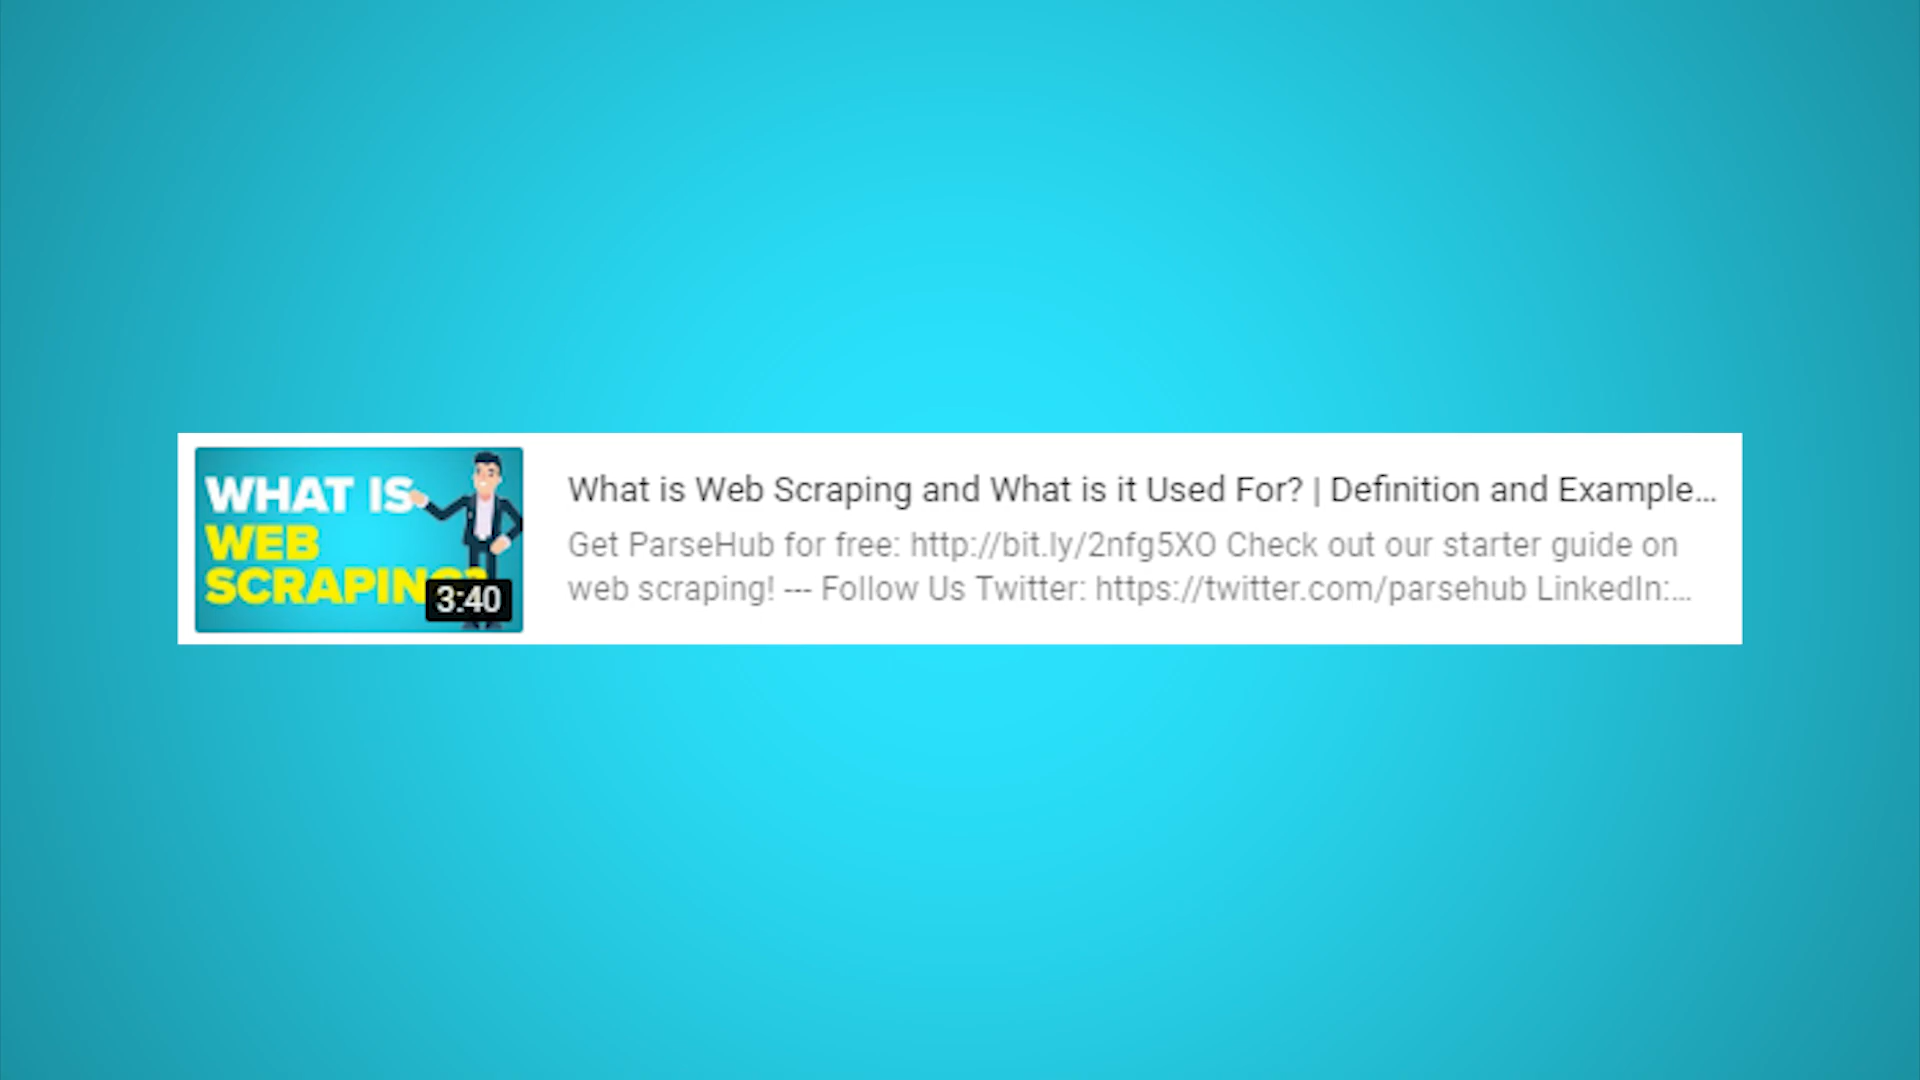 WHAT IS
WEB
SCRAPING?
3:40
What is Web Scraping and What is it Used For? | Definition and Example...
Get ParseHub for free: http://bit.ly/2nfg5XO Check out our starter guide on
web scraping! --- Follow Us Twitter: https://twitter.com/parsehub LinkedIn:...